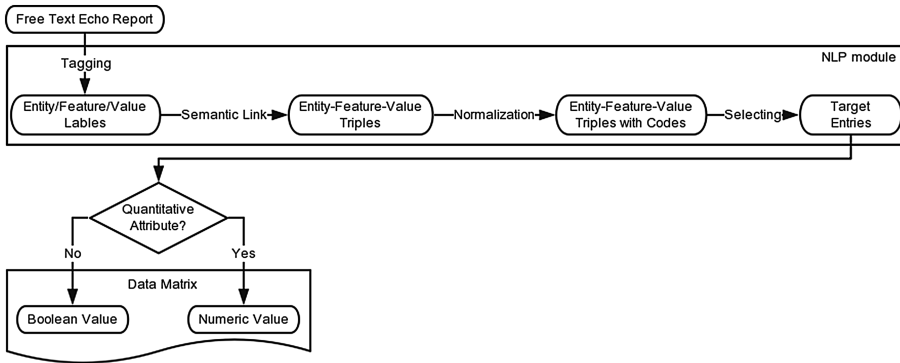 Free Text Echo Report
NLP module
Tagging
Entity/Feature/Value
Lables
Semantic Link
Entity-Feature-Value
Triples
Normalization
Entity-Feature-Value
Triples with Codes
Selecting
Target
Entries
Quantitative
Attribute?
No
Yes
Data Matrix
Boolean Value
Numeric Value